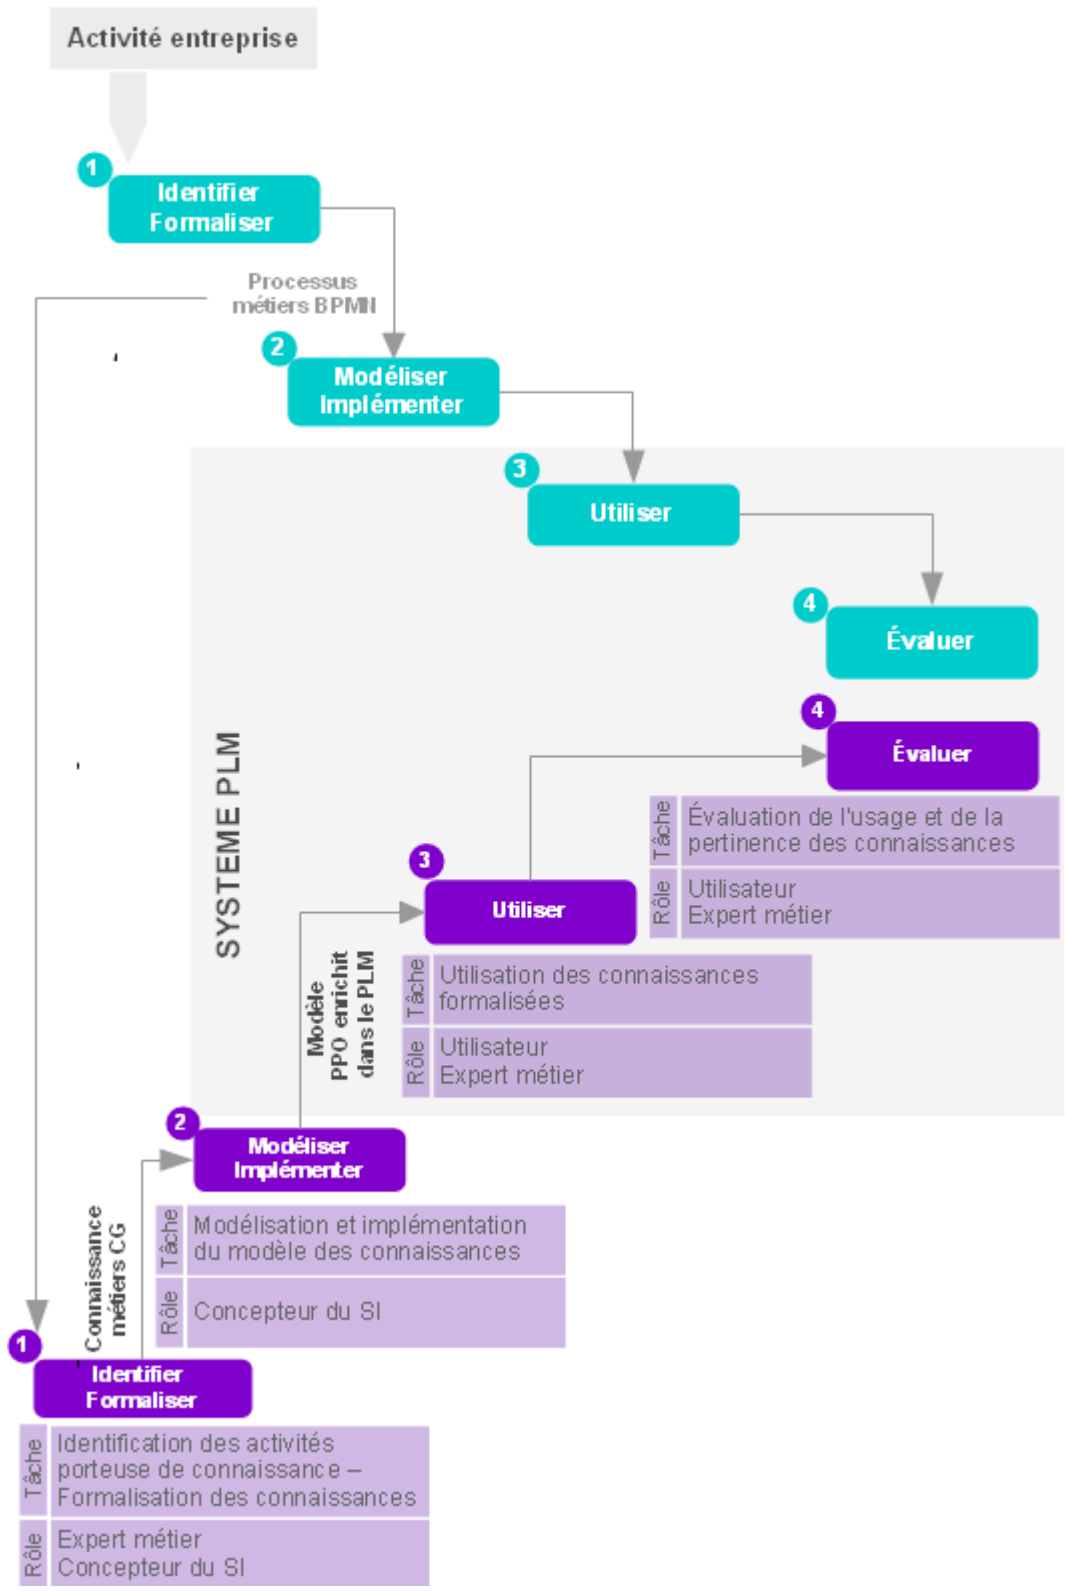 Activité entreprise
1
Identifier
Formaliser
Processus
métiers BPMN
2
Modéliser
Implémenter
3
Utiliser
4
Évaluer
SYSTEME PLM
4
Évaluer
Tâche
Évaluation de l'usage et de la
pertinence des connaissances
Rôle
Utilisateur
Expert métier
3
Utiliser
Tâche
Utilisation des connaissances
formalisées
Rôle
Utilisateur
Expert métier
Modèle
PPO enrichit
dans le PLM
2
Modéliser
Implémenter
Tâche
Modélisation et implémentation
du modèle des connaissances
Rôle
Concepteur du SI
Connaissance
métiers CG
1
Identifier
Formaliser
Tâche
Identification des activités
porteuse de connaissance –
Formalisation des connaissances
Rôle
Expert métier
Concepteur du SI